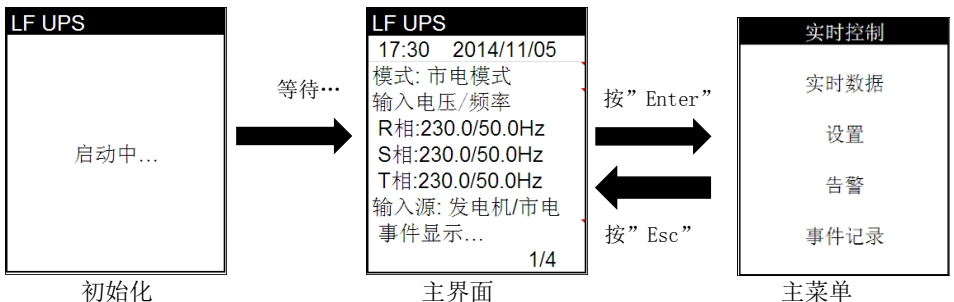 LF UPS
启动中...
初始化
等待…
LF UPS
17:30 2014/11/05
模式: 市电模式
输入电压/频率
R相:230.0/50.0Hz
S相:230.0/50.0Hz
T相:230.0/50.0Hz
输入源: 发电机/市电
事件显示...
1/4
主界面
按”Enter”
按”Esc”
实时控制
实时数据
设置
告警
事件记录
主菜单